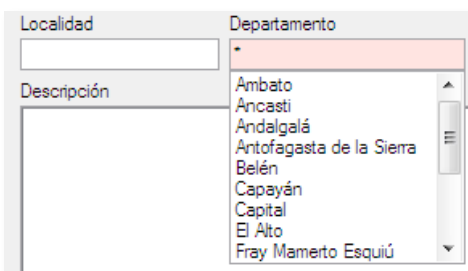 Localidad Departamento
*
Descripción
Ambato
Ancasti
Andalgalá
Antofagasta de la Sierra
Belén
Capayán
Capital
El Alto
Fray Mamerto Esquiú